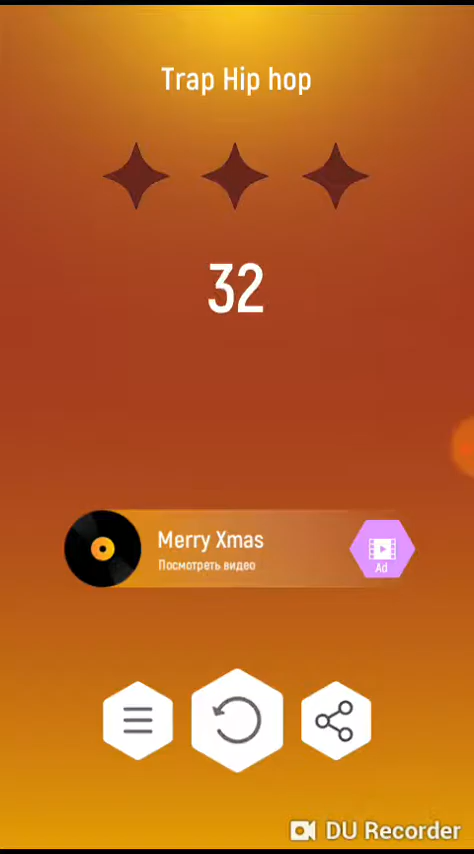 Trap Hip hop
32
Merry Xmas
Посмотреть видео
Ad
DU Recorder